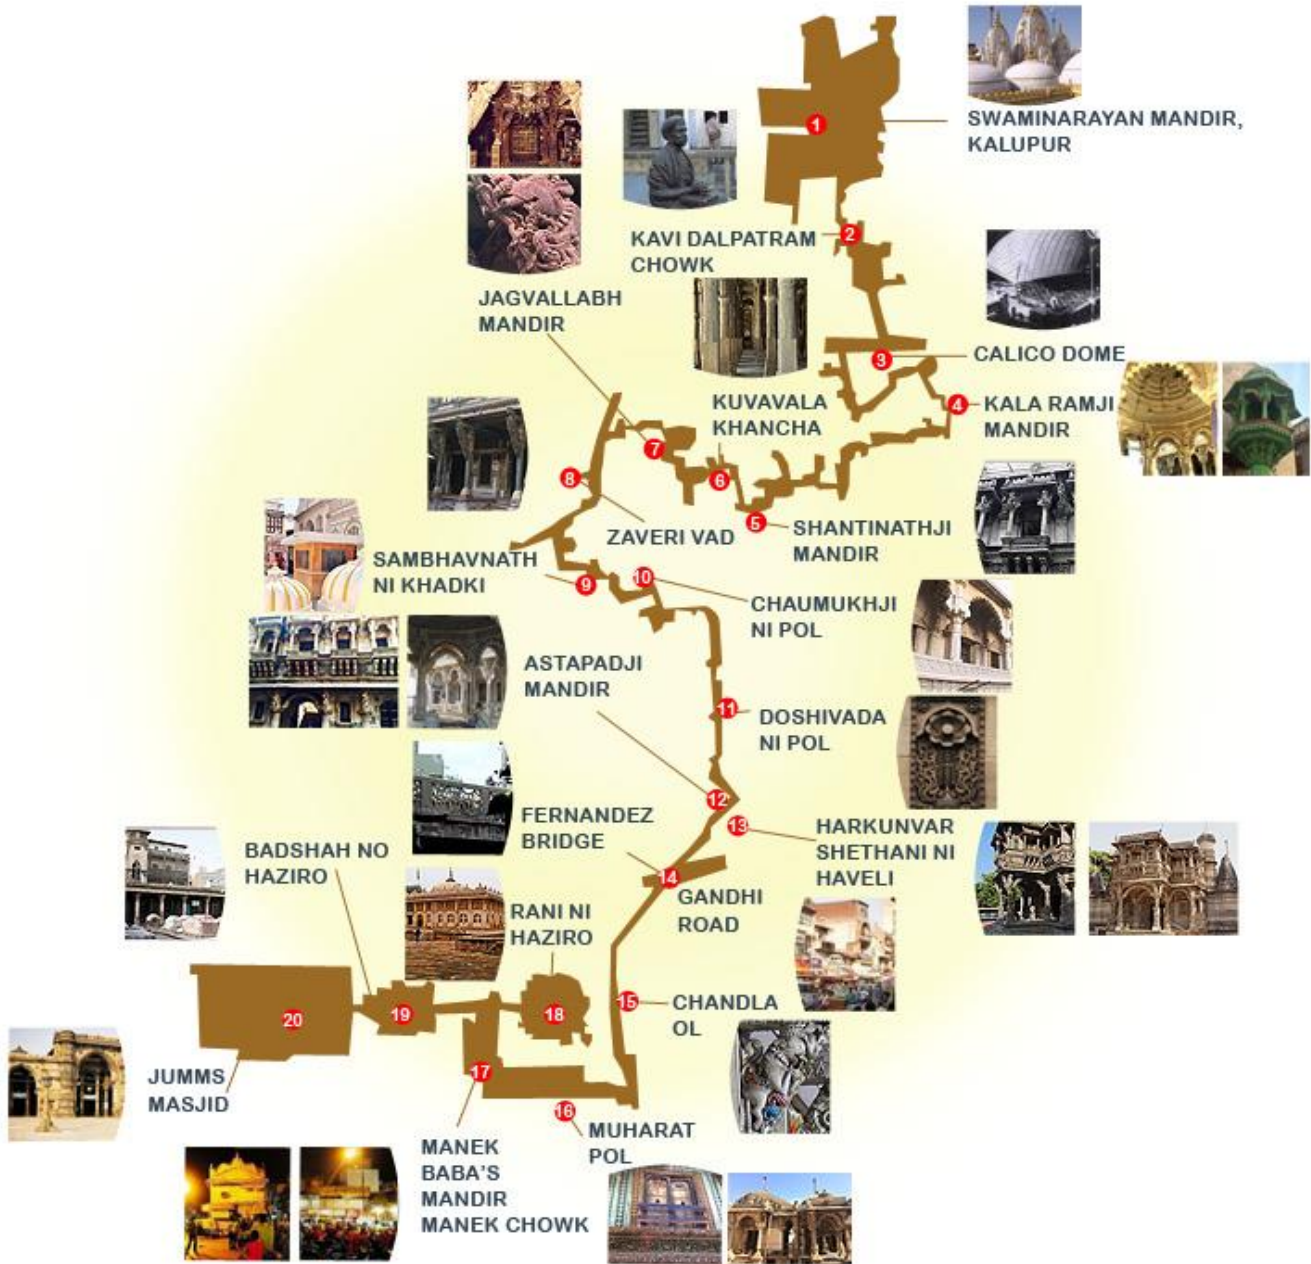 1
SWAMINARAYAN MANDIR,
KALUPUR
2
KAVI DALPATRAM
CHOWK
3
CALICO DOME
4
KALA RAMJI
MANDIR
5
SHANTINATHJI
MANDIR
6
KUVAVALA
KHANCHA
7
JAGVALLABH
MANDIR
8
ZAVERI VAD
9
SAMBHAVNATH
NI KHADKI
10
CHAUMUKHJI
NI POL
11
DOSHIVADA
NI POL
12
ASTAPADJI
MANDIR
13
HARKUNVAR
SHETHANI NI
HAVELI
14
FERNANDEZ
BRIDGE
GANDHI
ROAD
15
CHANDLA
OL
16
MUHARAT
POL
17
MANEK
BABA'S
MANDIR
MANEK CHOWK
18
RANI NI
HAZIRO
19
BADSHAH NO
HAZIRO
20
JUMMS
MASJID